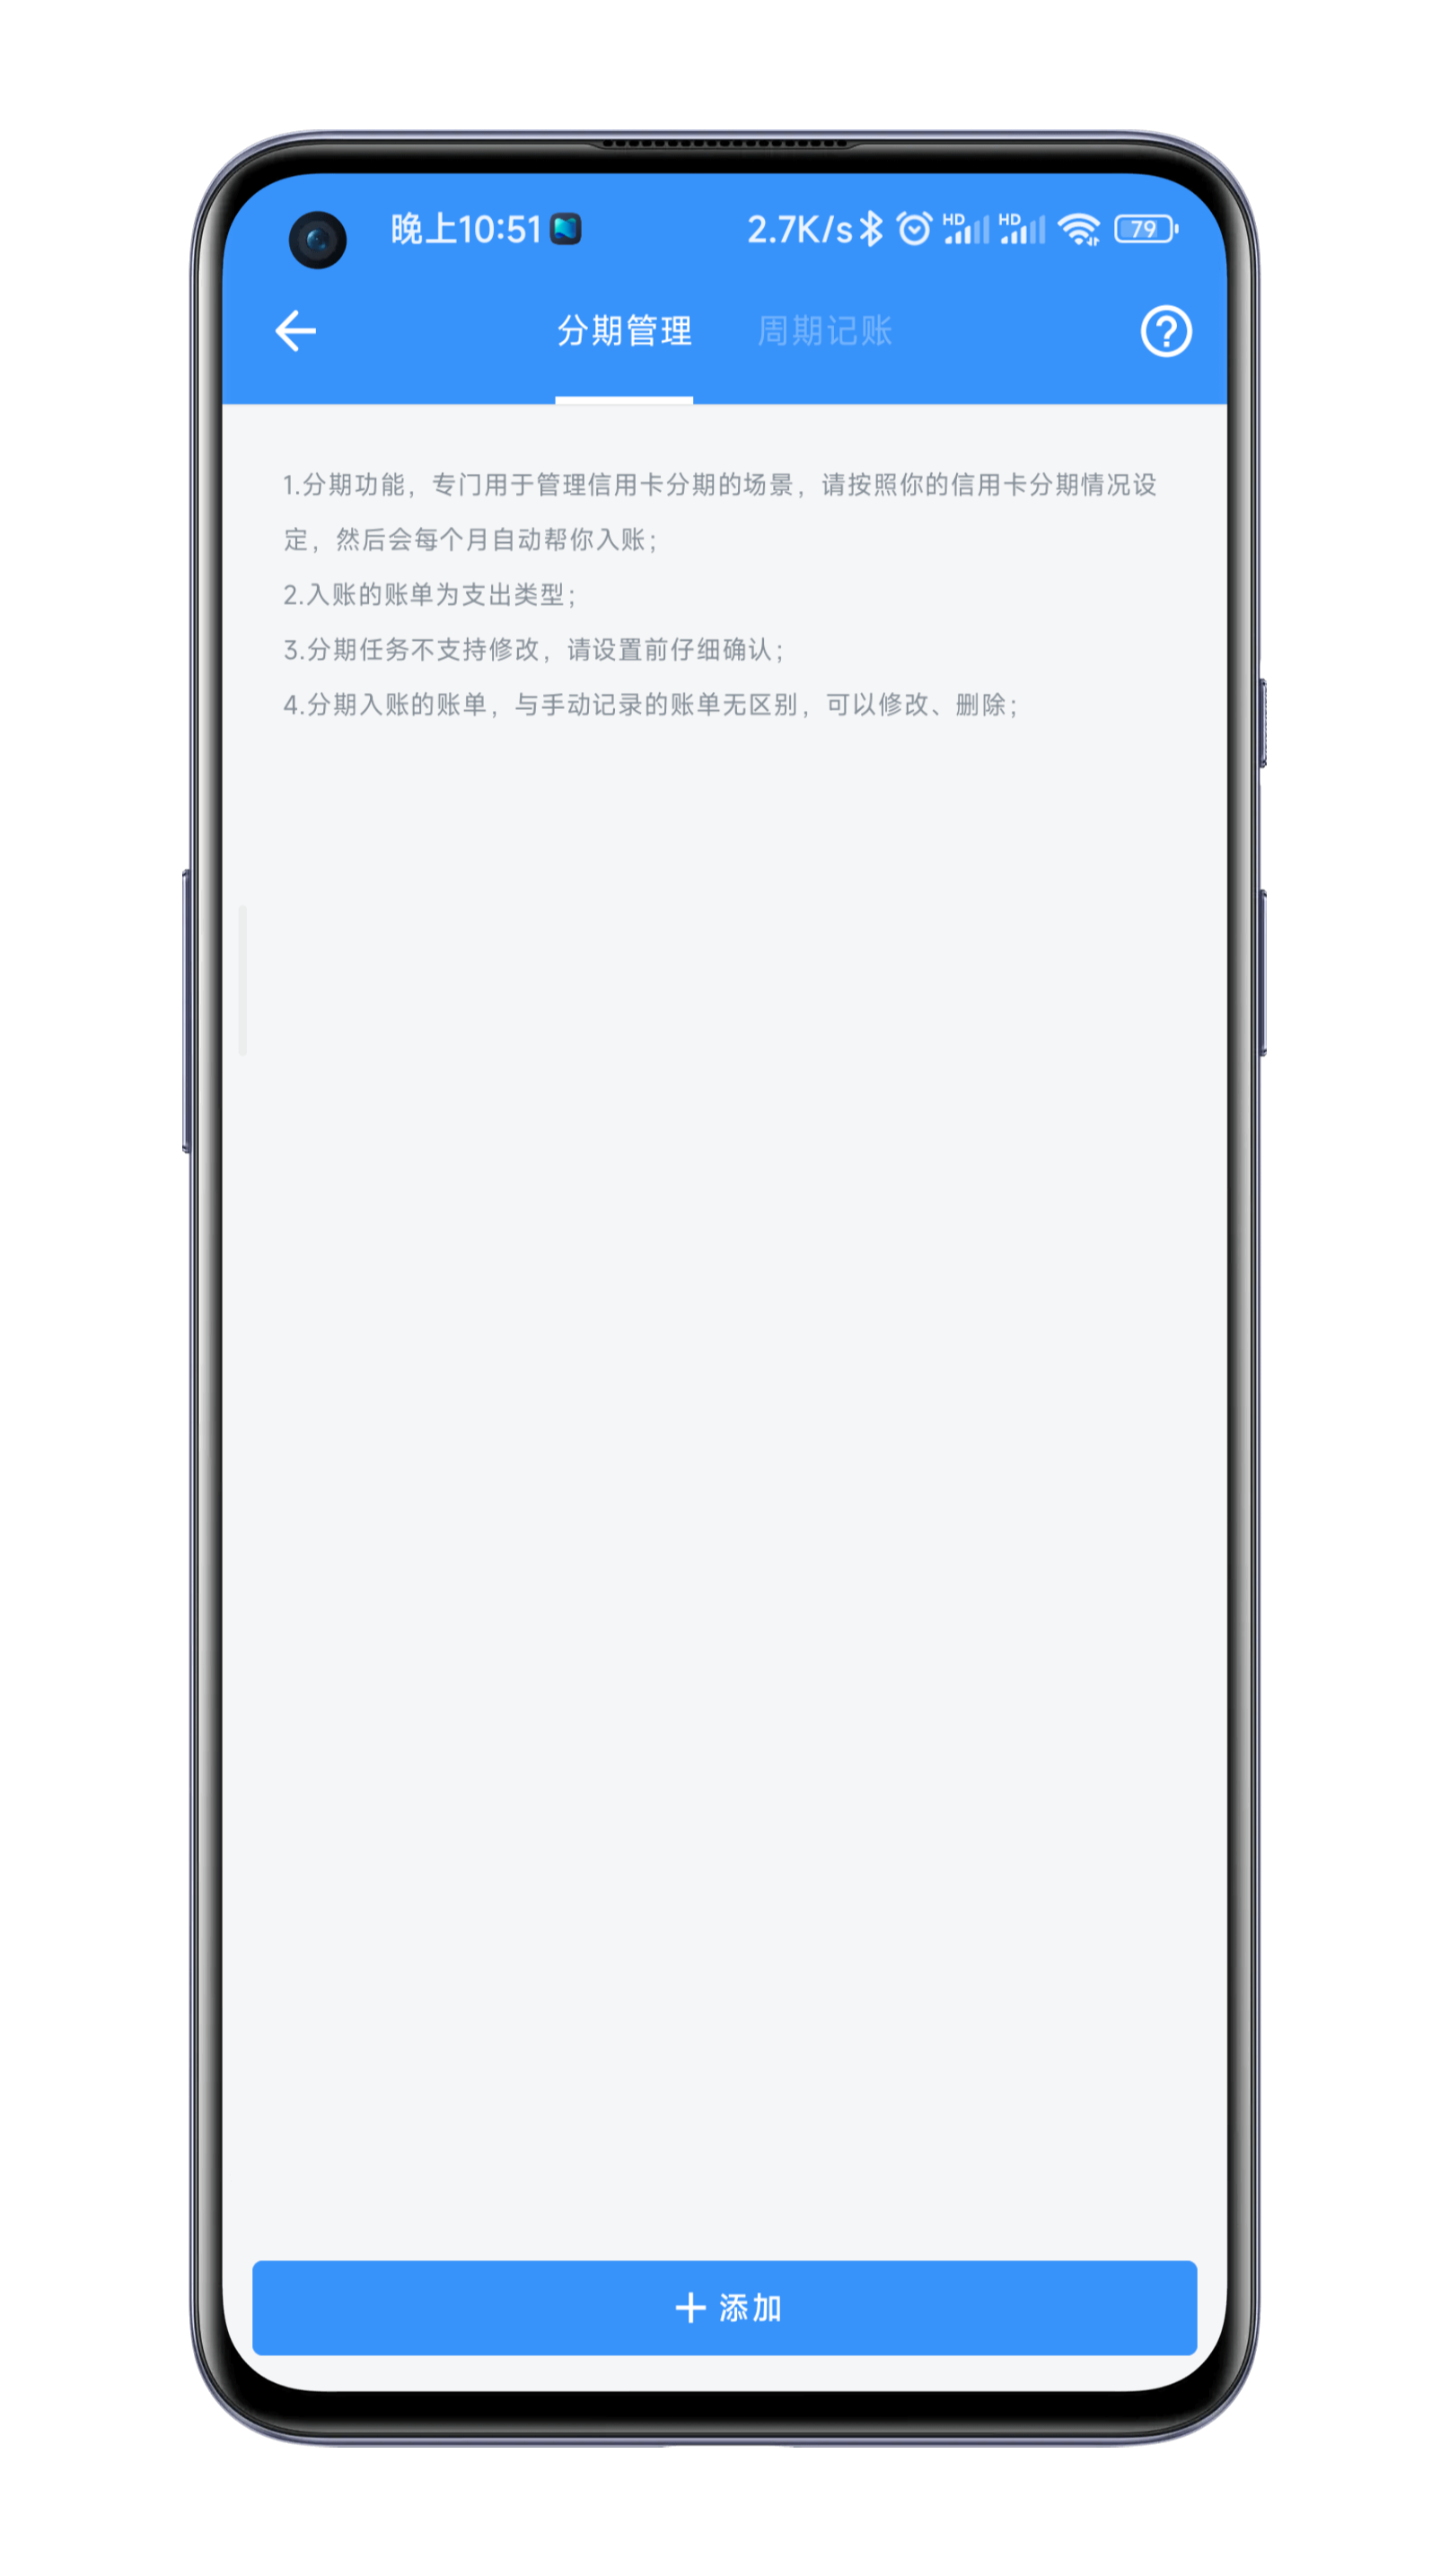 晚上10:51
2.7K/s HD HD 79
分期管理 周期记账
1.分期功能，专门用于管理信用卡分期的场景，请按照你的信用卡分期情况设
定，然后会每个月自动帮你入账；
2.入账的账单为支出类型；
3.分期任务不支持修改，请设置前仔细确认；
4.分期入账的账单，与手动记录的账单无区别，可以修改、删除；
添加